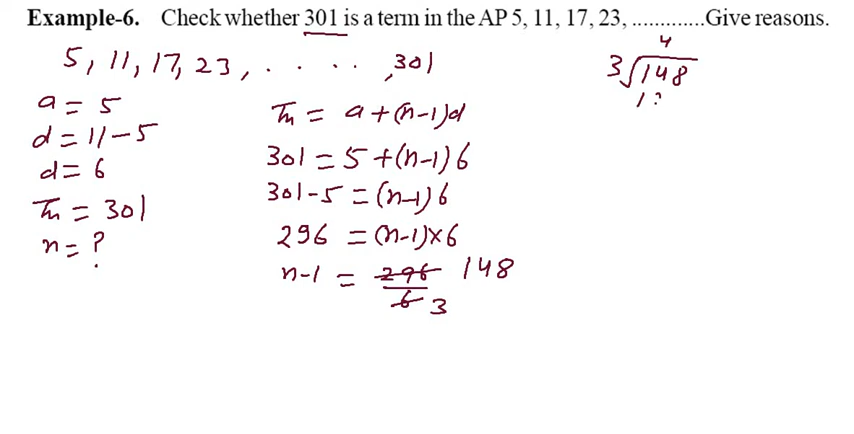 Example-6. Check whether 301 is a term in the AP 5, 11, 17, 23, .............Give reasons.
5, 11, 17, 23, . . . . , 301
a = 5
d = 11 - 5
d = 6
Tn = 301
n = ?
Tn = a + (n-1)d
301 = 5 + (n-1)6
301 - 5 = (n-1)6
296 = (n-1)×6
n-1 = 296 148
6 3
4
3√148
1